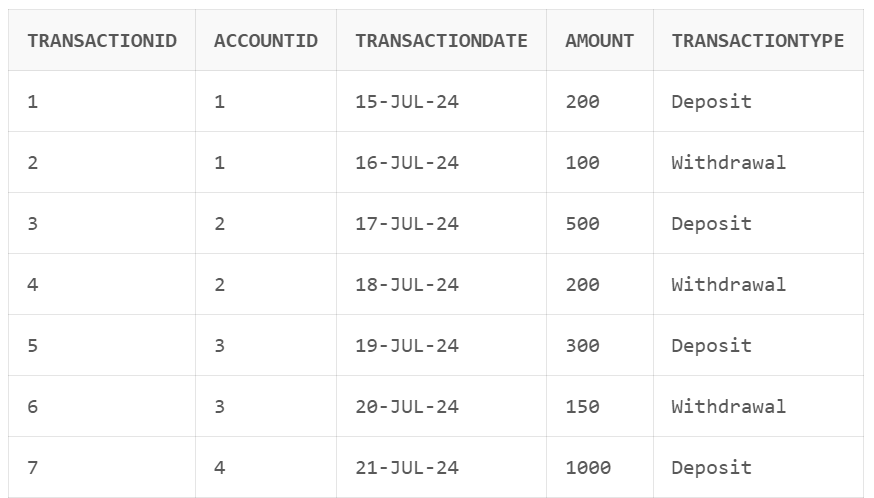 TRANSACTIONID ACCOUNTID TRANSACTIONDATE AMOUNT TRANSACTIONTYPE
1 1 15-JUL-24 200 Deposit
2 1 16-JUL-24 100 Withdrawal
3 2 17-JUL-24 500 Deposit
4 2 18-JUL-24 200 Withdrawal
5 3 19-JUL-24 300 Deposit
6 3 20-JUL-24 150 Withdrawal
7 4 21-JUL-24 1000 Deposit